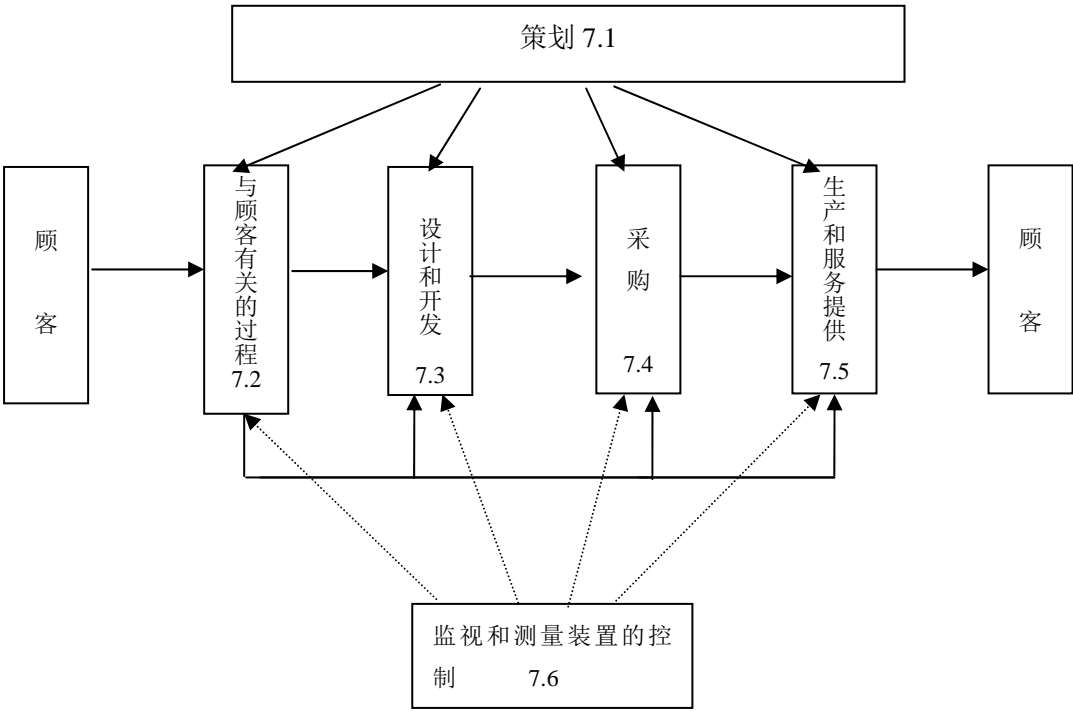 策划 7.1
顾客
与顾客有关的过程
7.2
设计和开发
7.3
采购
7.4
生产和服务提供
7.5
顾客
监视和测量装置的控
制 7.6